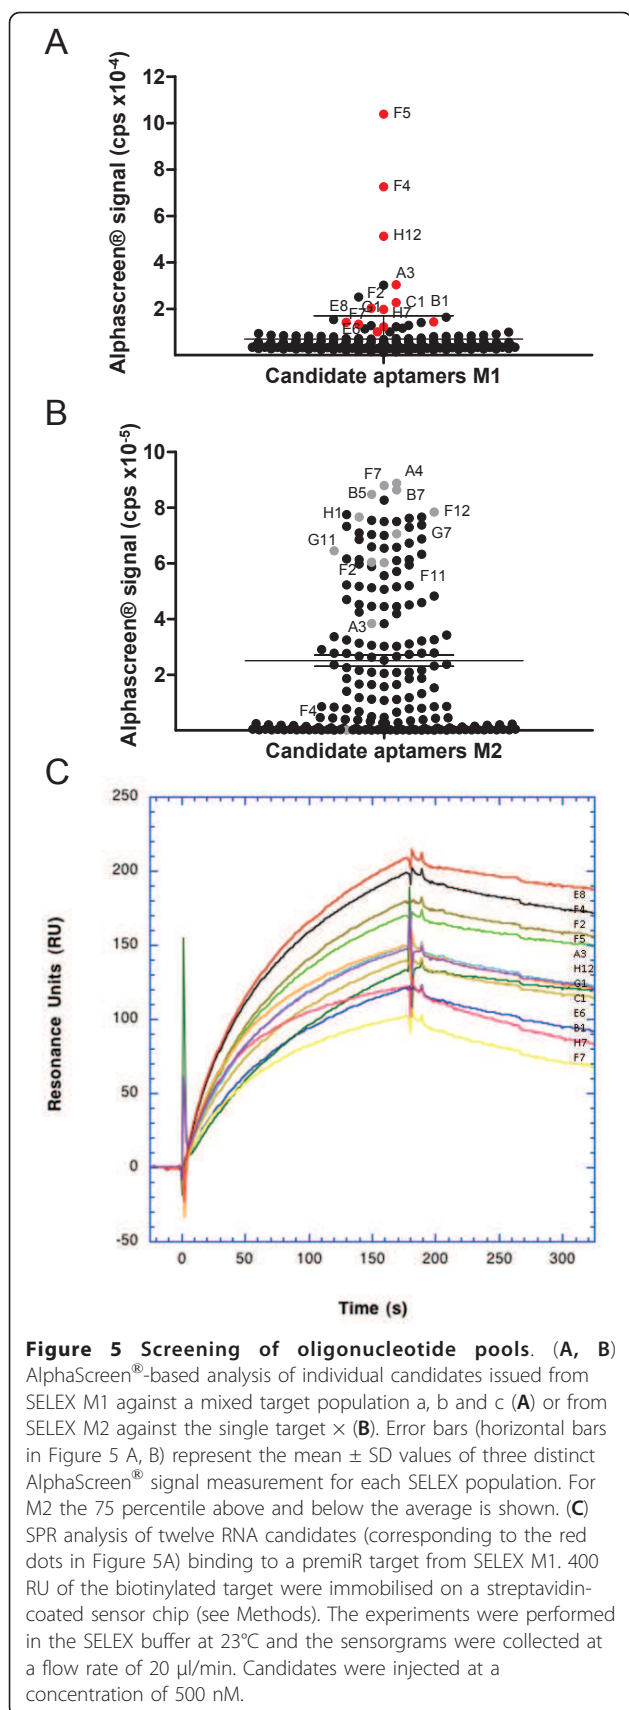 A
Alphascreen® signal (cps x10-4)
12
10
8
6
4
2
F5
F4
H12
A3
F2
E8
G1
C1
B1
F7
H7
E6
Candidate aptamers M1
B
Alphascreen® signal (cps x10-5)
10
8
6
4
2
F7
A4
B5
B7
H1
F12
G11
G7
F2
F11
A3
F4
Candidate aptamers M2
C
Resonance Units (RU)
250
200
150
100
50
0
-50
E8
F4
F2
F5
A3
H12
G1
C1
E6
B1
H7
F7
0
50
100
150
200
250
300
Time (s)
Figure 5 Screening of oligonucleotide pools. (A, B)
AlphaScreen®-based analysis of individual candidates issued from
SELEX M1 against a mixed target population a, b and c (A) or from
SELEX M2 against the single target × (B). Error bars (horizontal bars
in Figure 5 A, B) represent the mean ± SD values of three distinct
AlphaScreen® signal measurement for each SELEX population. For
M2 the 75 percentile above and below the average is shown. (C)
SPR analysis of twelve RNA candidates (corresponding to the red
dots in Figure 5A) binding to a premiR target from SELEX M1. 400
RU of the biotinylated target were immobilised on a streptavidin-
coated sensor chip (see Methods). The experiments were performed
in the SELEX buffer at 23°C and the sensorgrams were collected at
a flow rate of 20 μl/min. Candidates were injected at a
concentration of 500 nM.